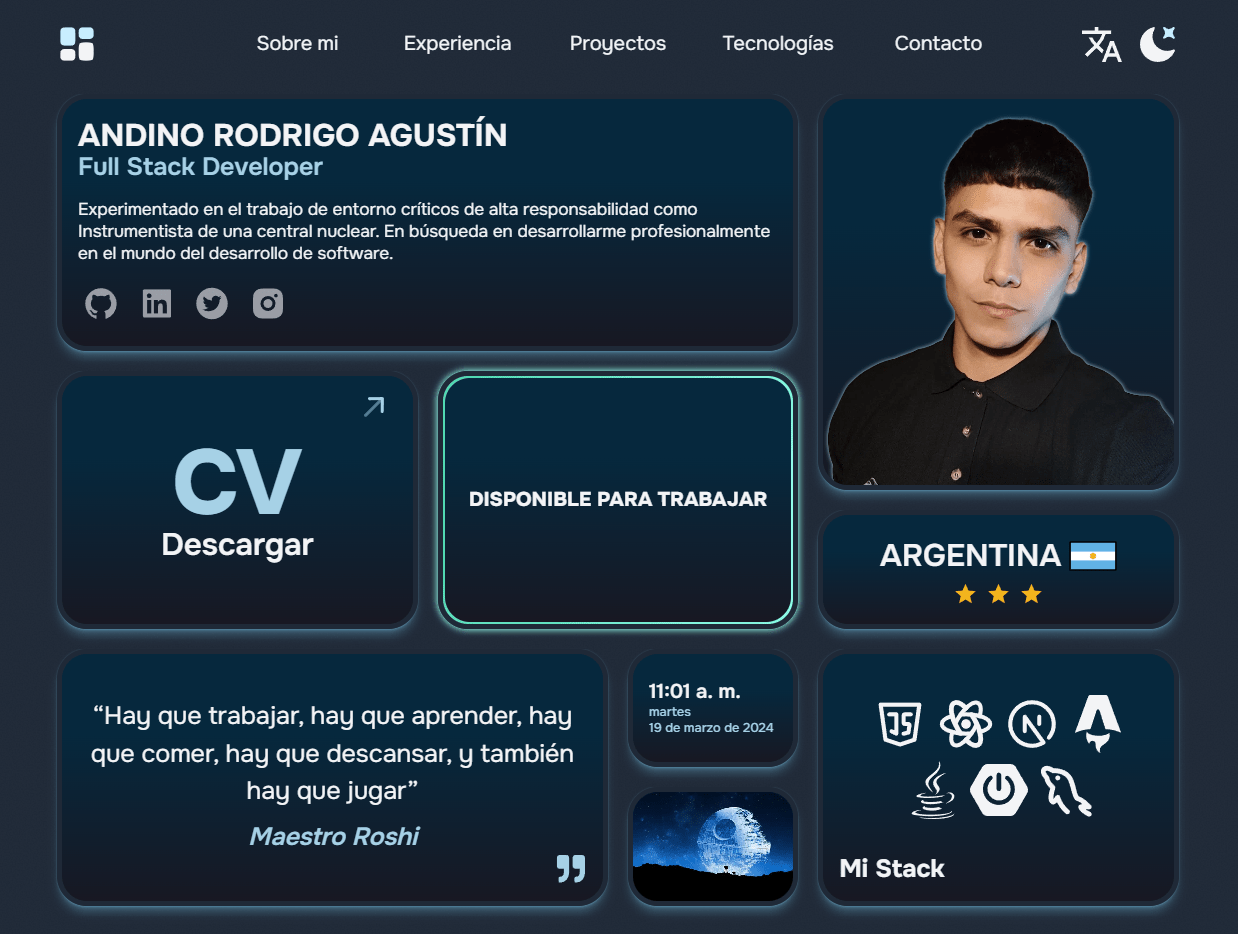 Sobre mi
Experiencia
Proyectos
Tecnologías
Contacto
ANDINO RODRIGO AGUSTÍN
Full Stack Developer
Experimentado en el trabajo de entorno críticos de alta responsabilidad como
Instrumentista de una central nuclear. En búsqueda en desarrollarme profesionalmente
en el mundo del desarrollo de software.
in
CV
Descargar
DISPONIBLE PARA TRABAJAR
ARGENTINA
“Hay que trabajar, hay que aprender, hay
que comer, hay que descansar, y también
hay que jugar”
Maestro Roshi
11:01 a. m.
martes
19 de marzo de 2024
JS
N
Mi Stack